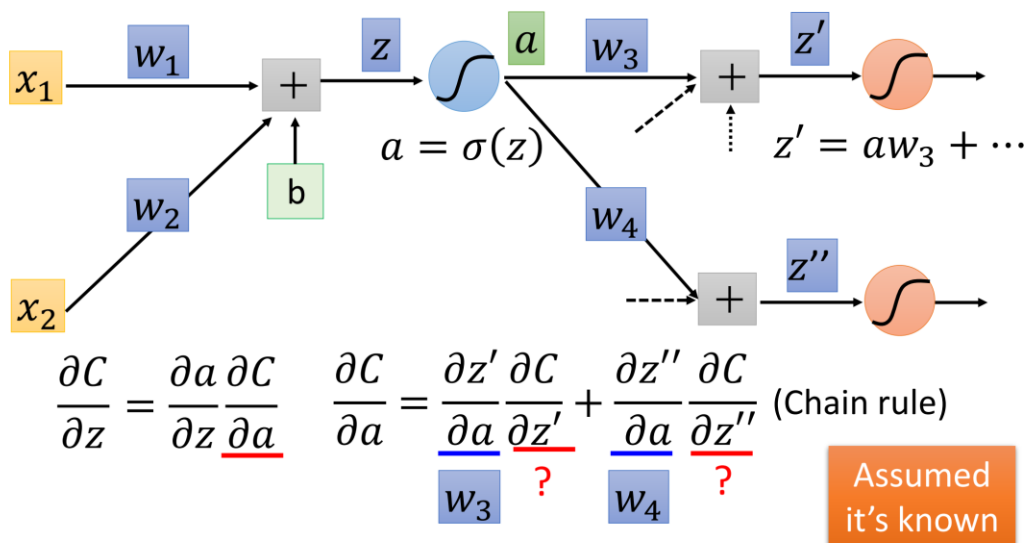 x₁ w₁ + z a w₃ + z′
a = σ(z) z′ = aw₃ + ⋯
w₂ b w₄ z′′
x₂ +
∂C/∂z = ∂a/∂z ∂C/∂a ∂C/∂a = ∂z′/∂a ∂C/∂z′ + ∂z′′/∂a ∂C/∂z′′ (Chain rule)
w₃ ? w₄ ?
Assumed
it's known